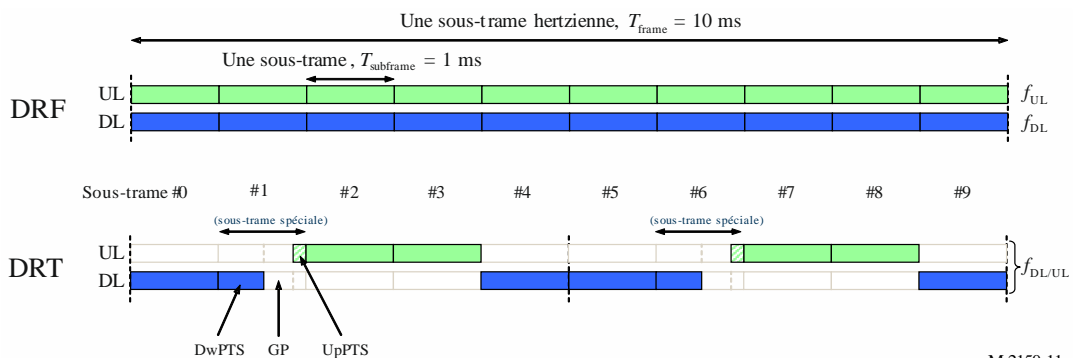 Une sous-trame hertzienne, T_frame = 10 ms
Une sous-trame, T_subframe = 1 ms
DRF
UL
f_UL
DL
f_DL
Sous-trame #0 #1 #2 #3 #4 #5 #6 #7 #8 #9
(sous-trame spéciale) (sous-trame spéciale)
DRT
UL
DL
f_DL/UL
DwPTS GP UpPTS